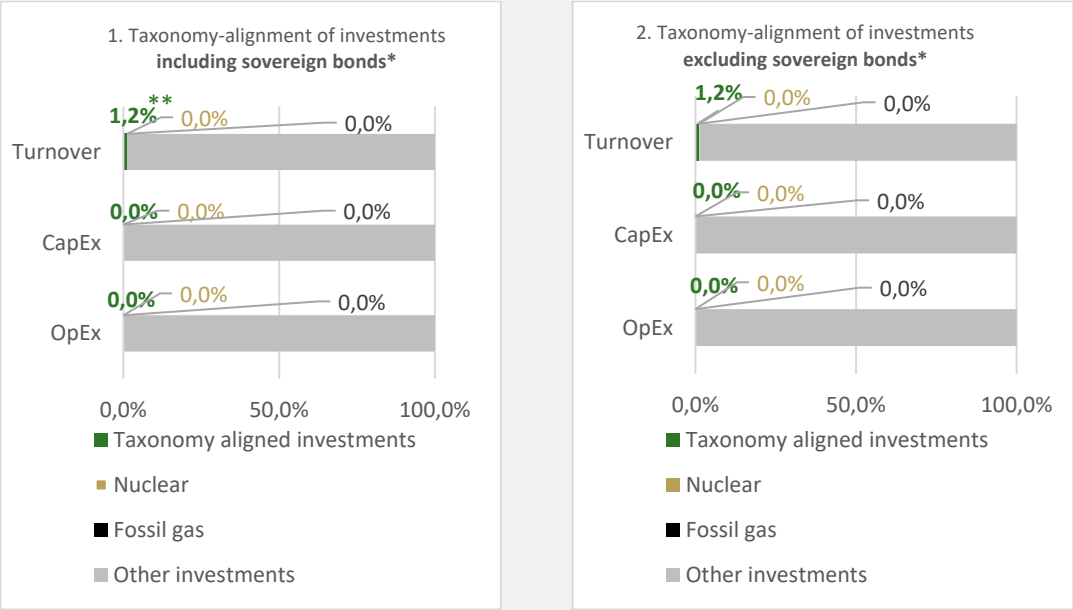 1. Taxonomy-alignment of investments
including sovereign bonds*
**
1,2%
0,0%
0,0%
Turnover
0,0%
0,0%
0,0%
CapEx
0,0%
0,0%
0,0%
OpEx
0,0%
50,0%
100,0%
Taxonomy aligned investments
Nuclear
Fossil gas
Other investments
2. Taxonomy-alignment of investments
excluding sovereign bonds*
1,2%
0,0%
0,0%
Turnover
0,0%
0,0%
0,0%
CapEx
0,0%
0,0%
0,0%
OpEx
0,0%
50,0%
100,0%
Taxonomy aligned investments
Nuclear
Fossil gas
Other investments